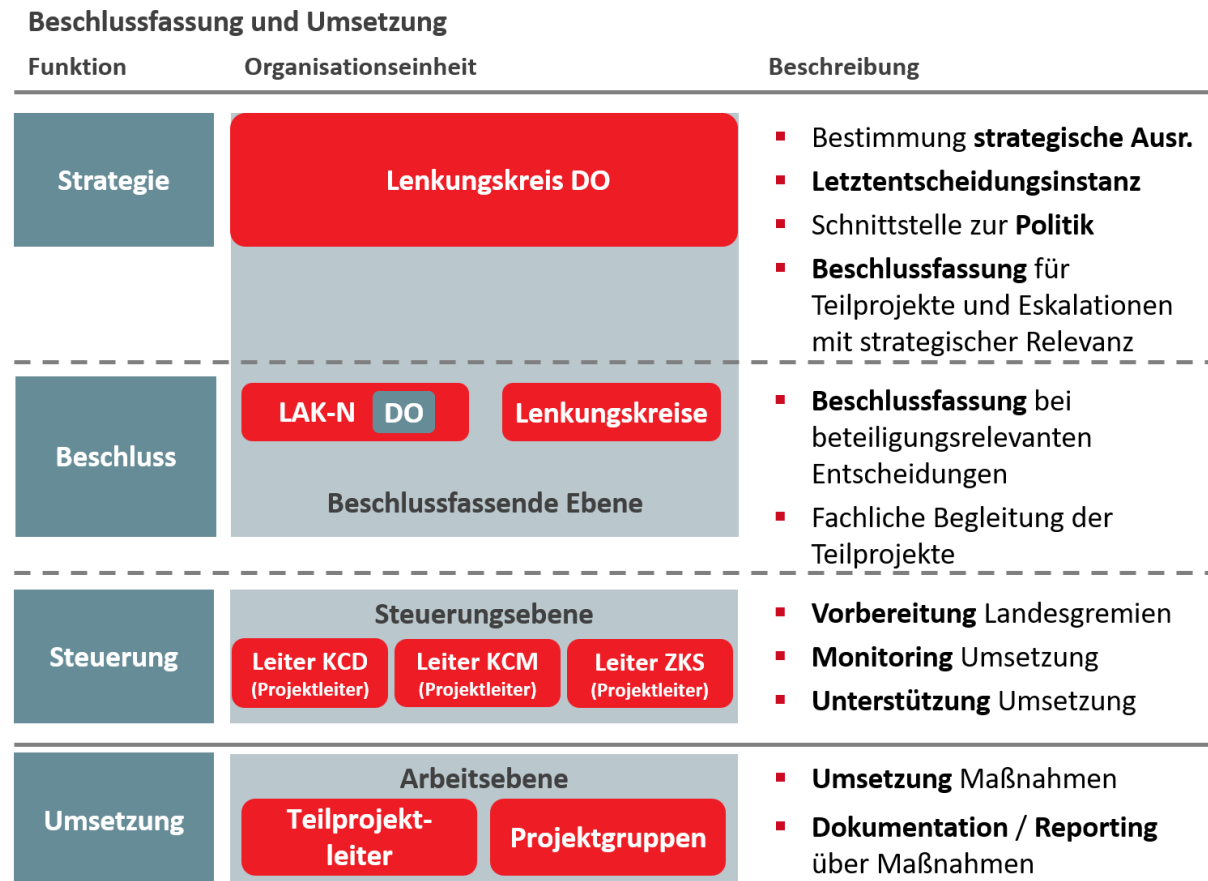 Beschlussfassung und Umsetzung
Funktion
Organisationseinheit
Beschreibung
Strategie
Lenkungskreis DO
▪ Bestimmung strategische Ausr.
▪ Letztentscheidungsinstanz
▪ Schnittstelle zur Politik
▪ Beschlussfassung für
Teilprojekte und Eskalationen
mit strategischer Relevanz
Beschluss
LAK-N DO
Lenkungskreise
Beschlussfassende Ebene
▪ Beschlussfassung bei
beteiligungsrelevanten
Entscheidungen
▪ Fachliche Begleitung der
Teilprojekte
Steuerung
Steuerungsebene
Leiter KCD
(Projektleiter)
Leiter KCM
(Projektleiter)
Leiter ZKS
(Projektleiter)
▪ Vorbereitung Landesgremien
▪ Monitoring Umsetzung
▪ Unterstützung Umsetzung
Umsetzung
Arbeitsebene
Teilprojekt-
leiter
Projektgruppen
▪ Umsetzung Maßnahmen
▪ Dokumentation / Reporting
über Maßnahmen